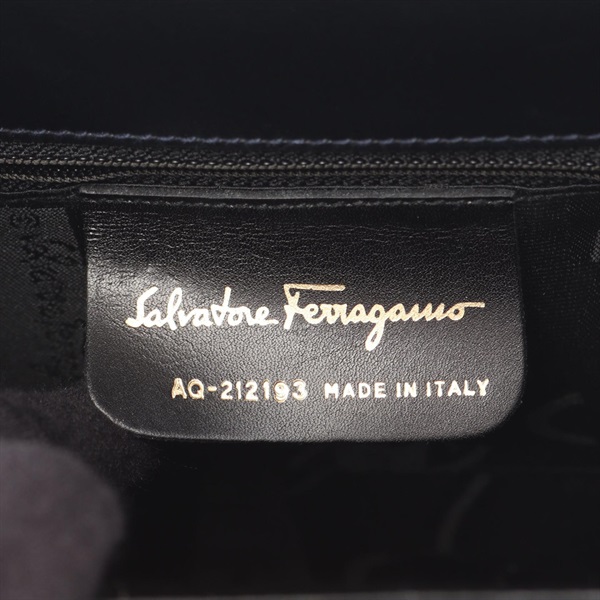 Salvatore Ferragamo
AQ-212193 MADE IN ITALY